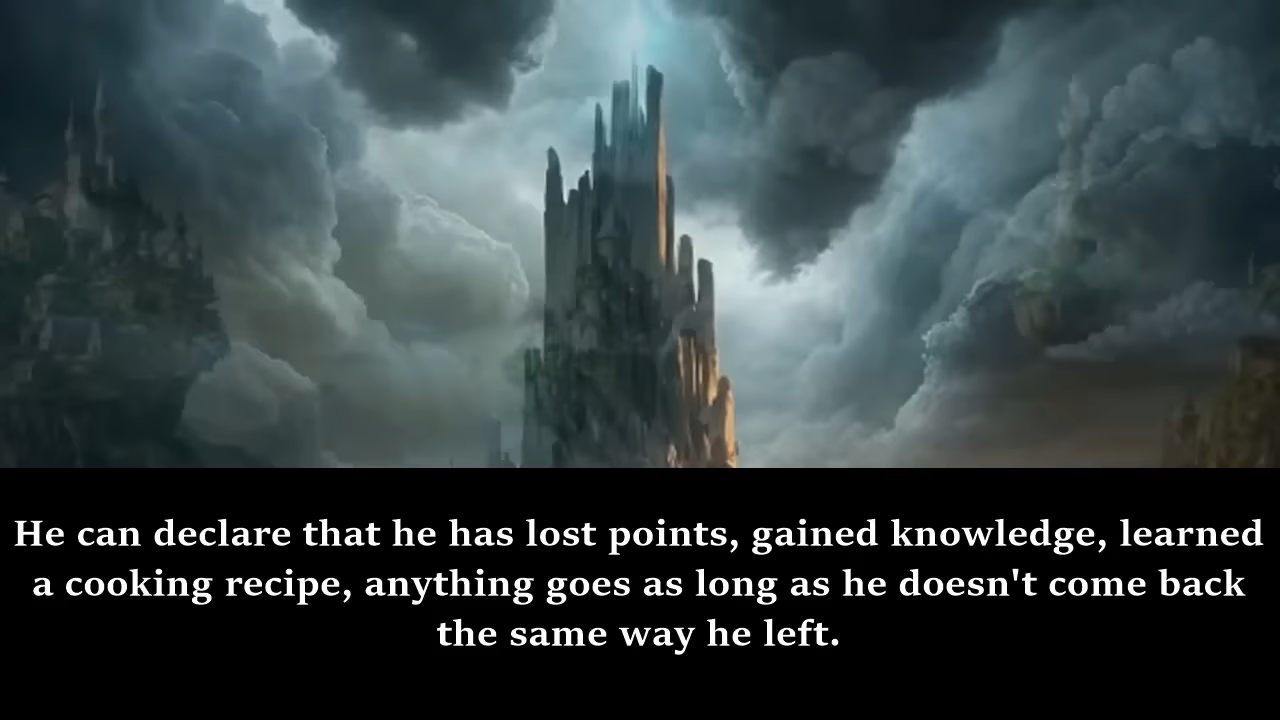 He can declare that he has lost points, gained knowledge, learned
a cooking recipe, anything goes as long as he doesn't come back
the same way he left.